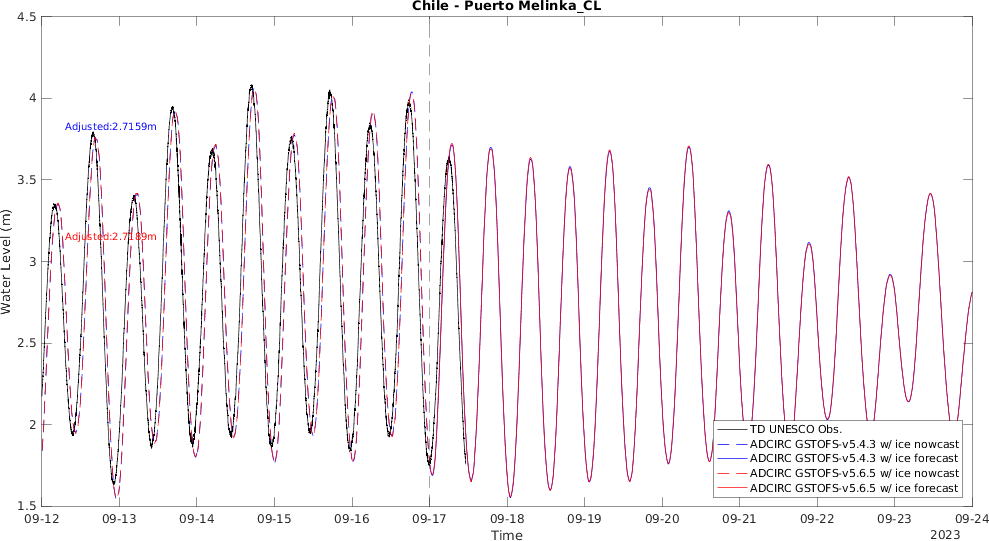 Chile - Puerto Melinka_CL
4.5
4
3.5
3
2.5
2
1.5
Water Level (m)
Adjusted:2.7159m
Adjusted:2.7189m
TD UNESCO Obs.
ADCIRC GSTOFS-v5.4.3 w/ ice nowcast
ADCIRC GSTOFS-v5.4.3 w/ ice forecast
ADCIRC GSTOFS-v5.6.5 w/ ice nowcast
ADCIRC GSTOFS-v5.6.5 w/ ice forecast
09-12 09-13 09-14 09-15 09-16 09-17 09-18 09-19 09-20 09-21 09-22 09-23 09-24
Time
2023